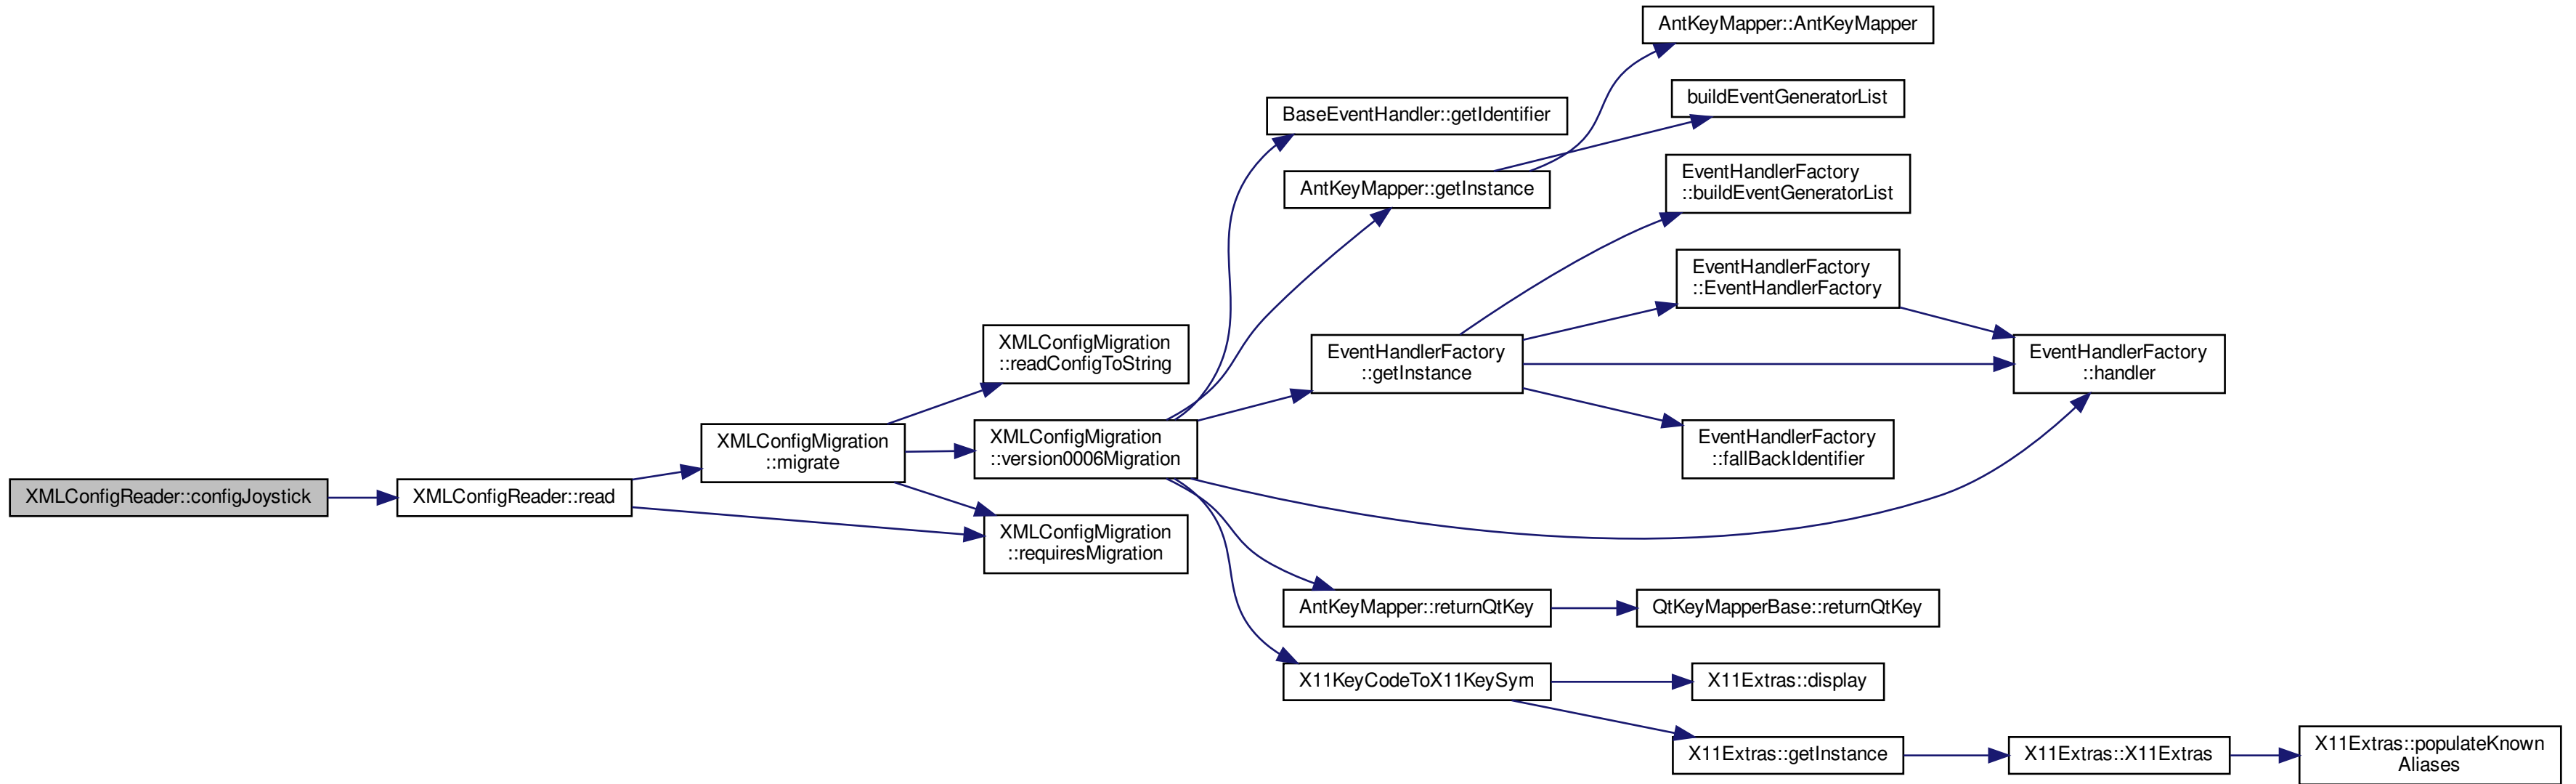 XMLConfigReader::configJoystick
XMLConfigReader::read
XMLConfigMigration
::migrate
XMLConfigMigration
::readConfigToString
XMLConfigMigration
::version0006Migration
XMLConfigMigration
::requiresMigration
BaseEventHandler::getIdentifier
AntKeyMapper::getInstance
EventHandlerFactory
::getInstance
AntKeyMapper::returnQtKey
X11KeyCodeToX11KeySym
AntKeyMapper::AntKeyMapper
buildEventGeneratorList
EventHandlerFactory
::buildEventGeneratorList
EventHandlerFactory
::EventHandlerFactory
EventHandlerFactory
::handler
EventHandlerFactory
::fallBackIdentifier
QtKeyMapperBase::returnQtKey
X11Extras::display
X11Extras::getInstance
X11Extras::X11Extras
X11Extras::populateKnown
Aliases